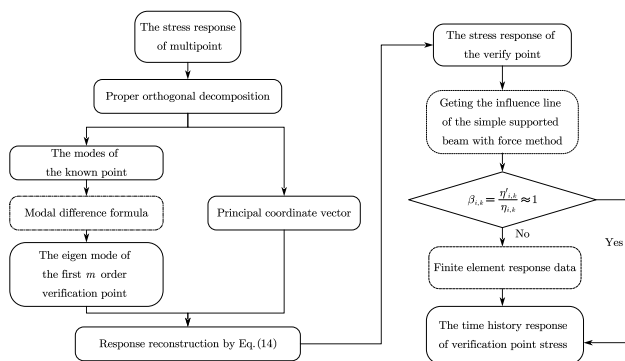 The stress response
of multipoint
Proper orthogonal decomposition
The modes of
the known point
Modal difference formula
Principal coordinate vector
The eigen mode of
the first m order
verification point
Response reconstruction by Eq. (14)
The stress response of
the verify point
Geting the influence line
of the simple supported
beam with force method
β_{i,k} = η′_{i,k} / η_{i,k} ≈ 1
No
Yes
Finite element response data
The time history response
of verification point stress